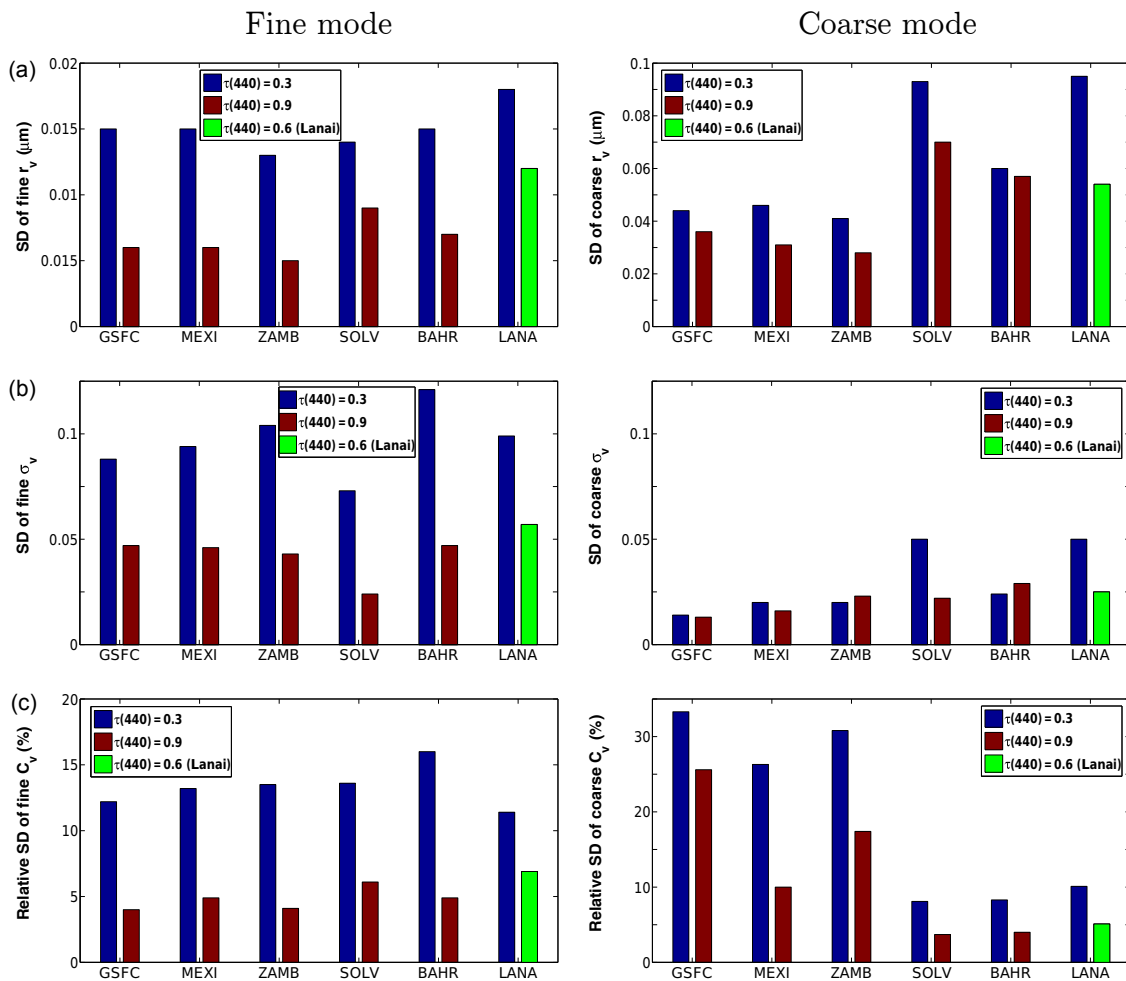 Fine mode
Coarse mode
(a)
SD of fine r_v (μm)
0.02
0.015
0.01
0.015
0
τ(440)=0.3
τ(440)=0.9
τ(440)=0.6 (Lanai)
GSFC MEXI ZAMB SOLV BAHR LANA
SD of coarse r_v (μm)
0.1
0.08
0.06
0.04
0.02
0
τ(440)=0.3
τ(440)=0.9
τ(440)=0.6 (Lanai)
GSFC MEXI ZAMB SOLV BAHR LANA
(b)
SD of fine σ_v
0.1
0.05
0
τ(440)=0.3
τ(440)=0.9
τ(440)=0.6 (Lanai)
GSFC MEXI ZAMB SOLV BAHR LANA
SD of coarse σ_v
0.1
0.05
0
τ(440)=0.3
τ(440)=0.9
τ(440)=0.6 (Lanai)
GSFC MEXI ZAMB SOLV BAHR LANA
(c)
Relative SD of fine C_v (%)
20
15
10
5
0
τ(440)=0.3
τ(440)=0.9
τ(440)=0.6 (Lanai)
GSFC MEXI ZAMB SOLV BAHR LANA
Relative SD of coarse C_v (%)
30
20
10
0
τ(440)=0.3
τ(440)=0.9
τ(440)=0.6 (Lanai)
GSFC MEXI ZAMB SOLV BAHR LANA